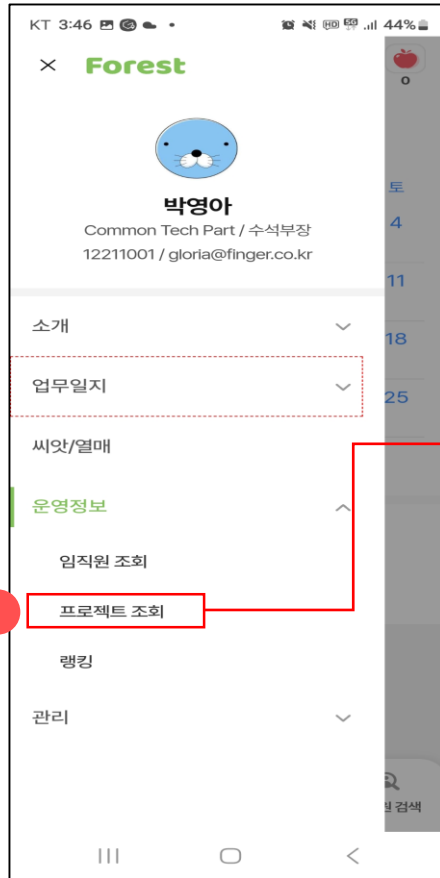 KT 3:46
HD 5G 44%
× Forest
0
박영아
Common Tech Part / 수석부장
12211001 / gloria@finger.co.kr
토
4
11
18
25
소개
업무일지
씨앗/열매
운영정보
임직원 조회
프로젝트 조회
랭킹
관리
검색